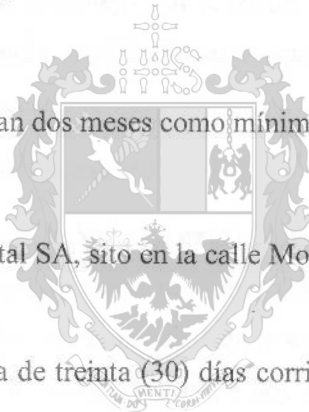 an dos meses como mínim
tal SA, sito en la calle Mo
a de treinta (30) días corri